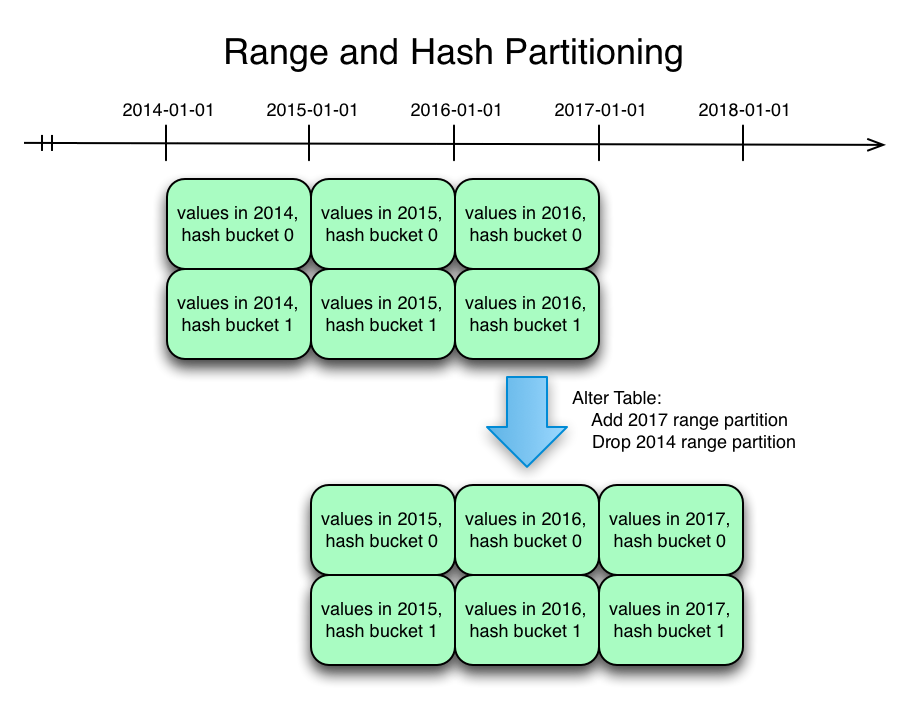 Range and Hash Partitioning
2014-01-01 2015-01-01 2016-01-01 2017-01-01 2018-01-01
values in 2014, values in 2015, values in 2016,
hash bucket 0 hash bucket 0 hash bucket 0
values in 2014, values in 2015, values in 2016,
hash bucket 1 hash bucket 1 hash bucket 1
Alter Table:
Add 2017 range partition
Drop 2014 range partition
values in 2015, values in 2016, values in 2017,
hash bucket 0 hash bucket 0 hash bucket 0
values in 2015, values in 2016, values in 2017,
hash bucket 1 hash bucket 1 hash bucket 1